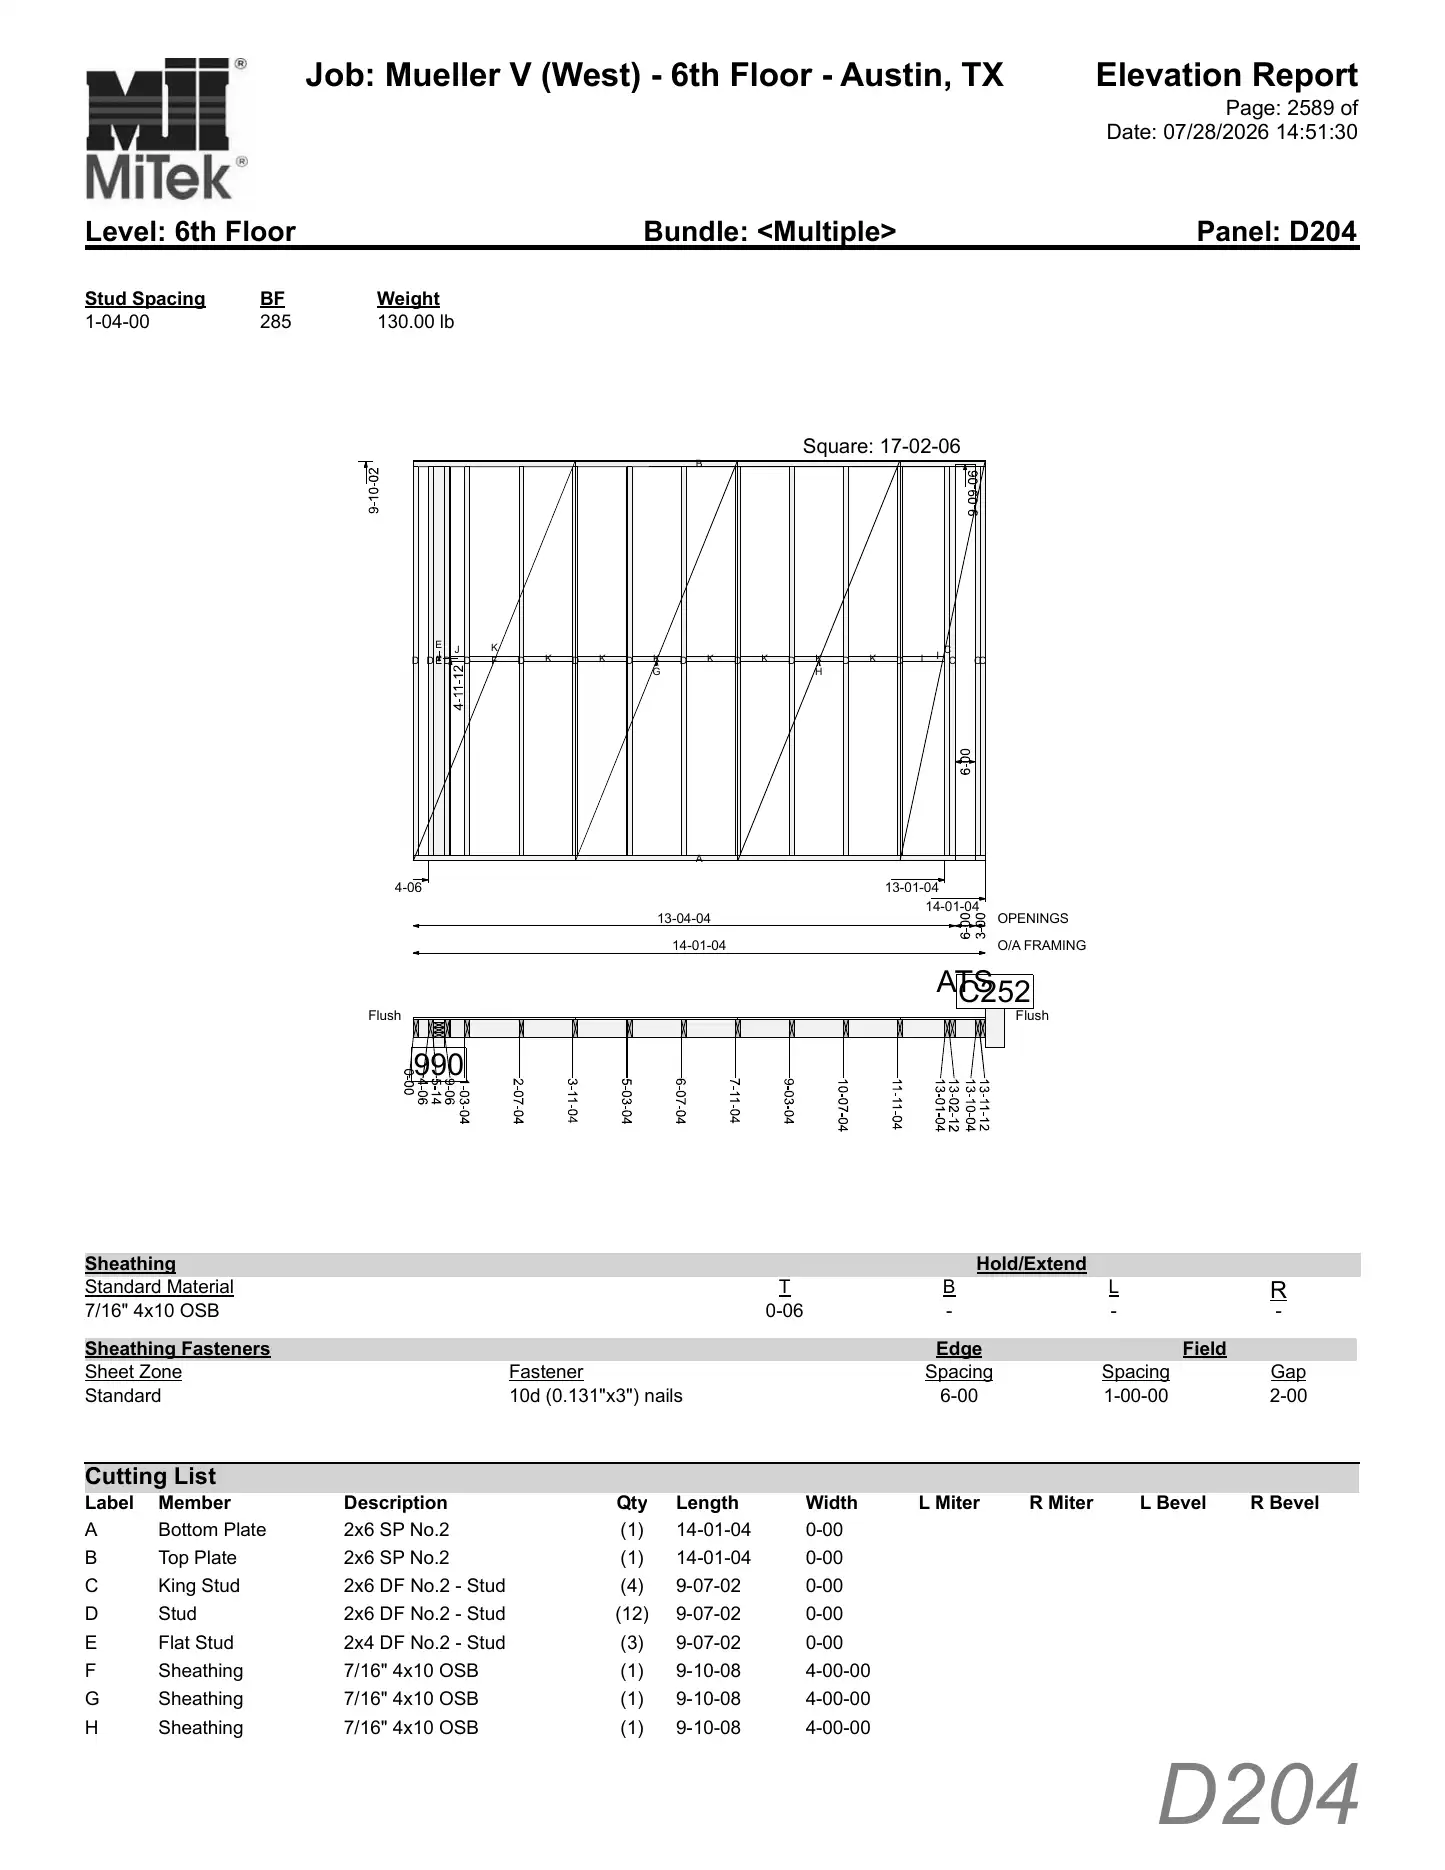 Job: Mueller V (West) - 6th Floor - Austin, TX
Elevation Report
Page: 2589 of
Date: 07/28/2026 14:51:30
MiTek®
Level: 6th Floor Bundle: <Multiple> Panel: D204
Stud Spacing BF Weight
1-04-00 285 130.00 lb
Square: 17-02-06
B
9-10-02
9-09-06
E J K
K K K K K K K
G H
4-11-12
6-00
A
4-06 13-01-04
14-01-04
13-04-04 6-00 3-00 OPENINGS
14-01-04 O/A FRAMING
ATS
C252
Flush Flush
990
0-00 4-06 5-14 9-06 1-03-04 2-07-04 3-11-04 5-03-04 6-07-04 7-11-04 9-03-04 10-07-04 11-11-04 13-01-04 13-02-12 13-10-04 13-11-12
Sheathing Hold/Extend
Standard Material T B L R
7/16" 4x10 OSB 0-06 - - -
Sheathing Fasteners Edge Field
Sheet Zone Fastener Spacing Spacing Gap
Standard 10d (0.131"x3") nails 6-00 1-00-00 2-00
Cutting List
Label Member Description Qty Length Width L Miter R Miter L Bevel R Bevel
A Bottom Plate 2x6 SP No.2 (1) 14-01-04 0-00
B Top Plate 2x6 SP No.2 (1) 14-01-04 0-00
C King Stud 2x6 DF No.2 - Stud (4) 9-07-02 0-00
D Stud 2x6 DF No.2 - Stud (12) 9-07-02 0-00
E Flat Stud 2x4 DF No.2 - Stud (3) 9-07-02 0-00
F Sheathing 7/16" 4x10 OSB (1) 9-10-08 4-00-00
G Sheathing 7/16" 4x10 OSB (1) 9-10-08 4-00-00
H Sheathing 7/16" 4x10 OSB (1) 9-10-08 4-00-00
D204